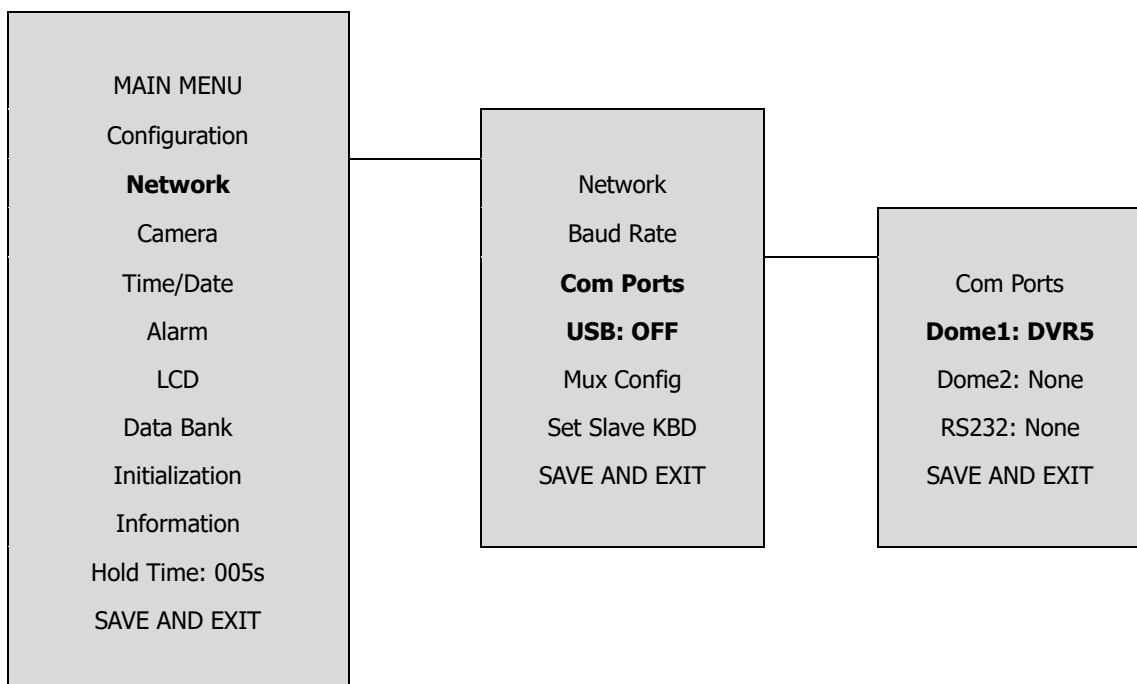 MAIN MENU
Configuration
Network
Camera
Time/Date
Alarm
LCD
Data Bank
Initialization
Information
Hold Time: 005s
SAVE AND EXIT
Network
Baud Rate
Com Ports
USB: OFF
Mux Config
Set Slave KBD
SAVE AND EXIT
Com Ports
Dome1: DVR5
Dome2: None
RS232: None
SAVE AND EXIT